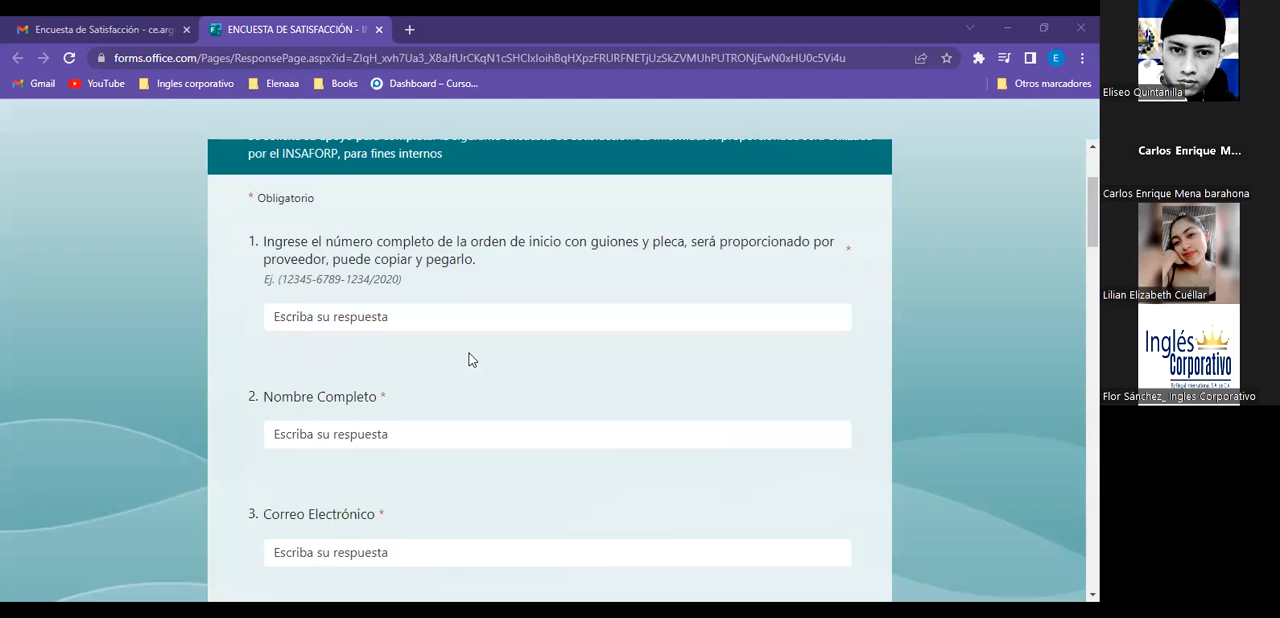 Encuesta de Satisfacción - ce.arg
ENCUESTA DE SATISFACCIÓN - II
forms.office.com/Pages/ResponsePage.aspx?id=ZIqH_xvh7Ua3_X8aJfUrCKqN1cSHClxIoihBqHXpzFRURFNETjUzSkZVMUhPUTRONjEwN0xHU0c5Vi4u
E
Gmail YouTube Ingles corporativo Elenaaa Books Dashboard – Curso... Otros marcadores
por el INSAFORP, para fines internos
* Obligatorio
1. Ingrese el número completo de la orden de inicio con guiones y pleca, será proporcionado por *
proveedor, puede copiar y pegarlo.
Ej. (12345-6789-1234/2020)
Escriba su respuesta
2. Nombre Completo *
Escriba su respuesta
3. Correo Electrónico *
Escriba su respuesta
Eliseo Quintanilla
Carlos Enrique M...
Carlos Enrique Mena barahona
Lilian Elizabeth Cuéllar
Inglés
Corporativo
Flor Sánchez_ Ingles Corporativo